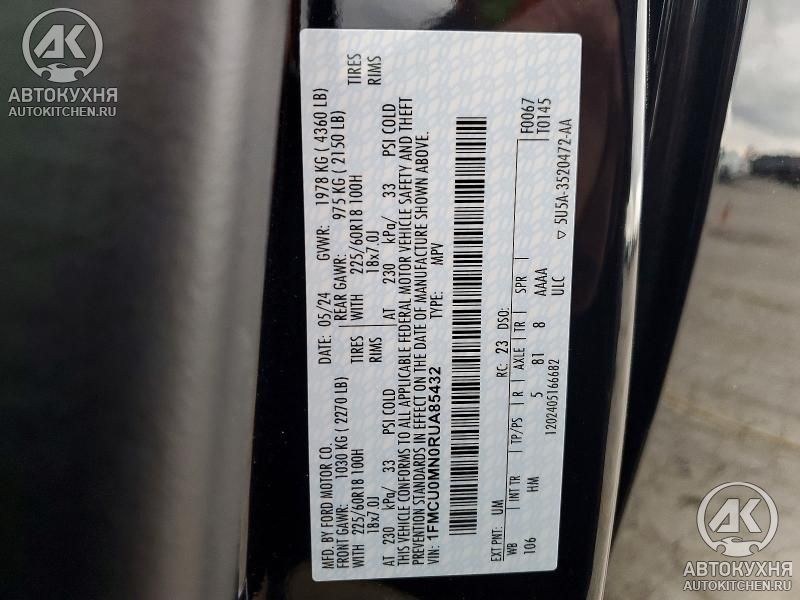 MFD. BY FORD MOTOR CO.
DATE: 05/24 GVWR: 1978 KG ( 4360 LB)
FRONT GAWR: 1030 KG ( 2270 LB) REAR GAWR: 975 KG ( 2150 LB)
225/60R18 100H TIRES WITH 225/60R18 100H TIRES
18x7.0J RIMS 18x7.0J RIMS
AT 230 kPa/ 33 PSI COLD AT 230 kPa/ 33 PSI COLD
THIS VEHICLE CONFORMS TO ALL APPLICABLE FEDERAL MOTOR VEHICLE SAFETY AND THEFT
PREVENTION STANDARDS IN EFFECT ON THE DATE OF MANUFACTURE SHOWN ABOVE.
VIN: 1FMCU0MN0RUA85432
TYPE: MPV
F0067
T0145
EXT PNT: UM RC: 23 DSO:
WB INT TR TP/PS R AXLE TR SPR
106 HM 5 81 8 AAAA
ULC
1202405166682 ▽ 5U5A-3520472-AA
AK
АВТОКУХНЯ
AUTOKITCHEN.RU
AK
АВТОКУХНЯ
AUTOKITCHEN.RU